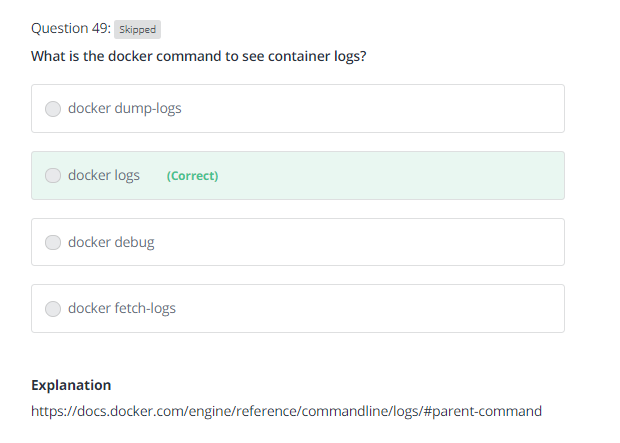 Question 49: Skipped
What is the docker command to see container logs?
docker dump-logs
docker logs (Correct)
docker debug
docker fetch-logs
Explanation
https://docs.docker.com/engine/reference/commandline/logs/#parent-command